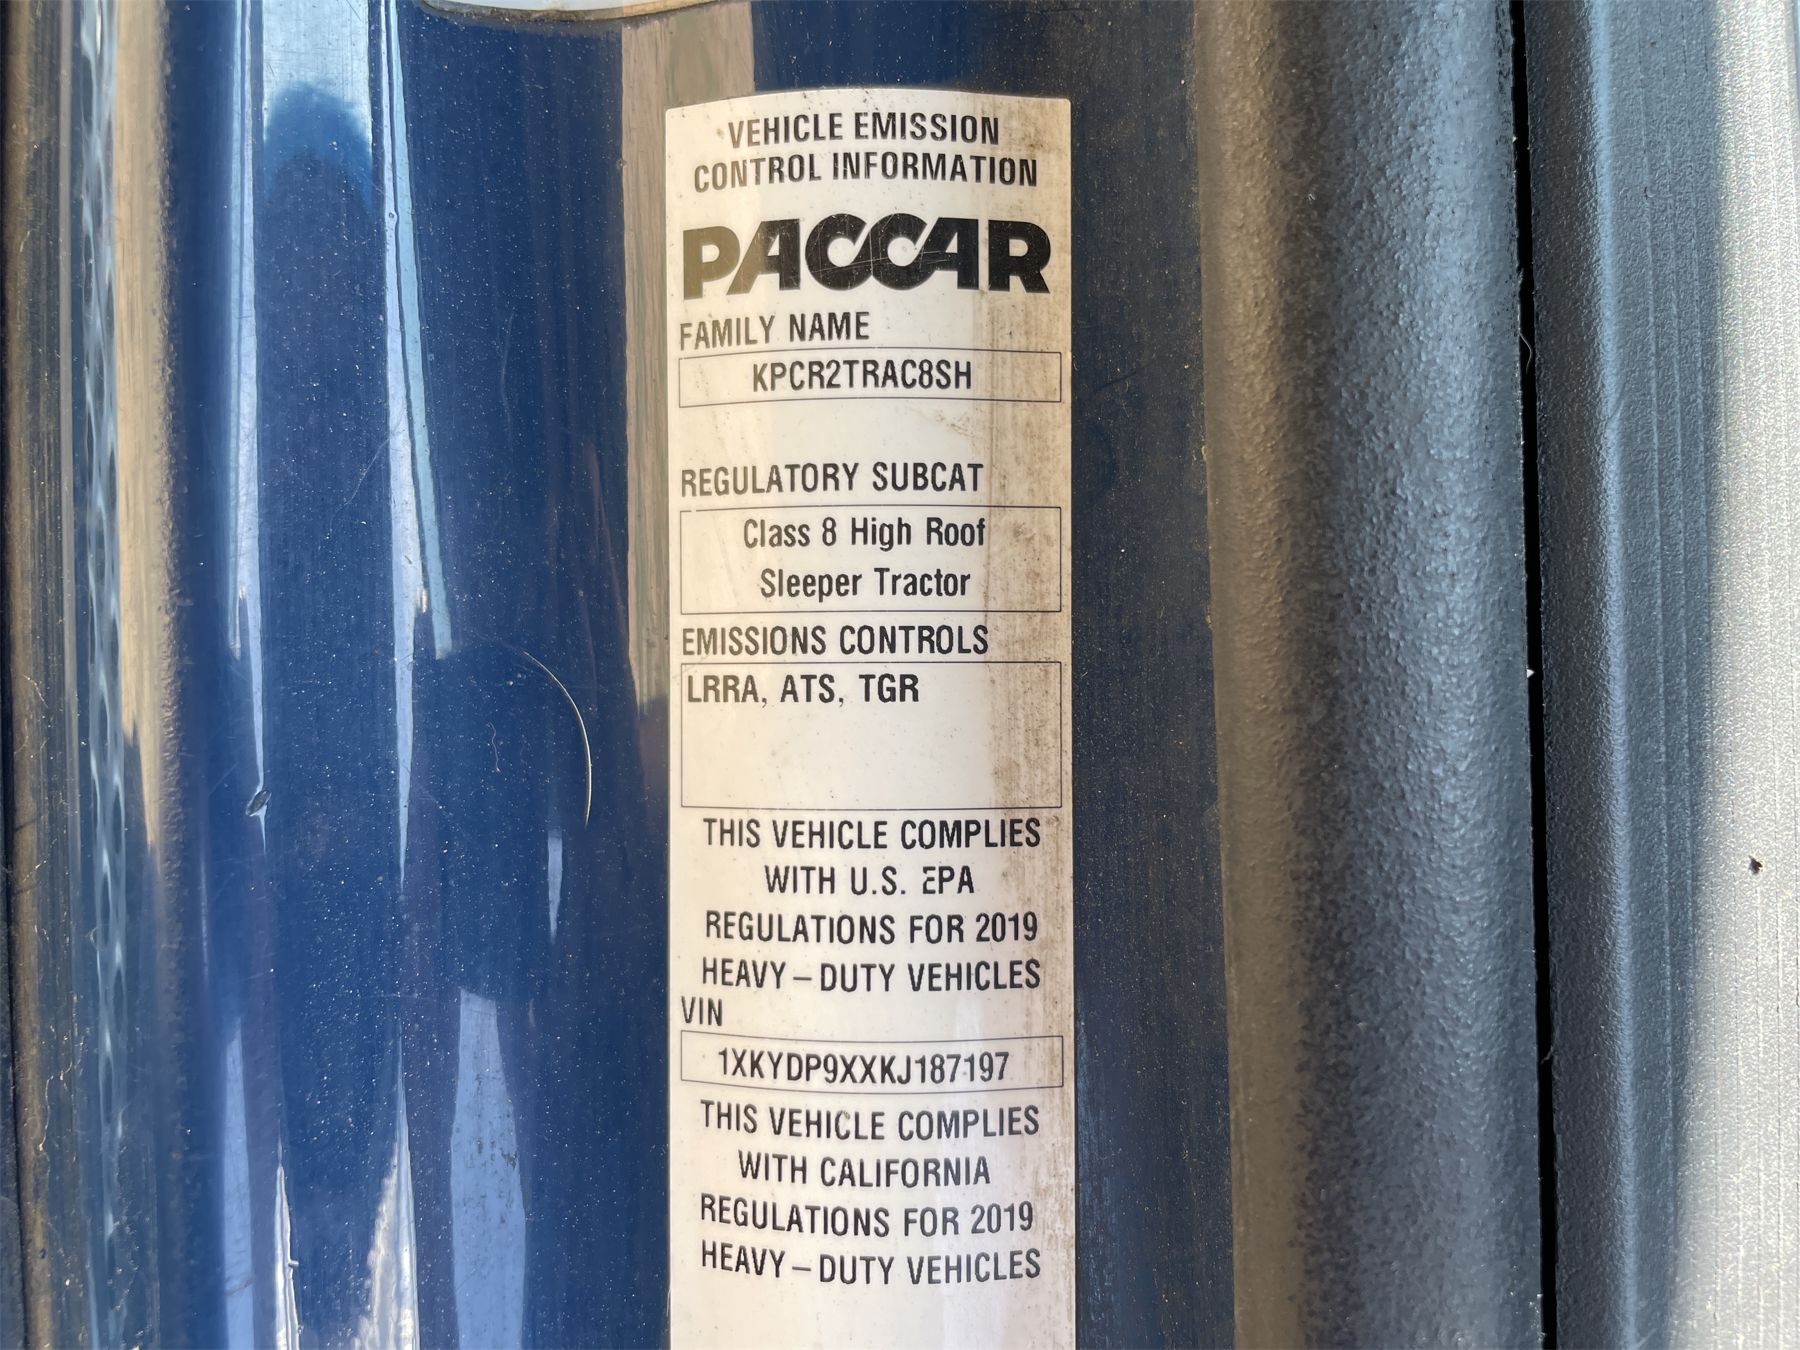 VEHICLE EMISSION
CONTROL INFORMATION
PACCAR
FAMILY NAME
KPCR2TRAC8SH
REGULATORY SUBCAT
Class 8 High Roof
Sleeper Tractor
EMISSIONS CONTROLS
LRRA, ATS, TGR
THIS VEHICLE COMPLIES
WITH U.S. EPA
REGULATIONS FOR 2019
HEAVY–DUTY VEHICLES
VIN
1XKYDP9XXKJ187197
THIS VEHICLE COMPLIES
WITH CALIFORNIA
REGULATIONS FOR 2019
HEAVY–DUTY VEHICLES